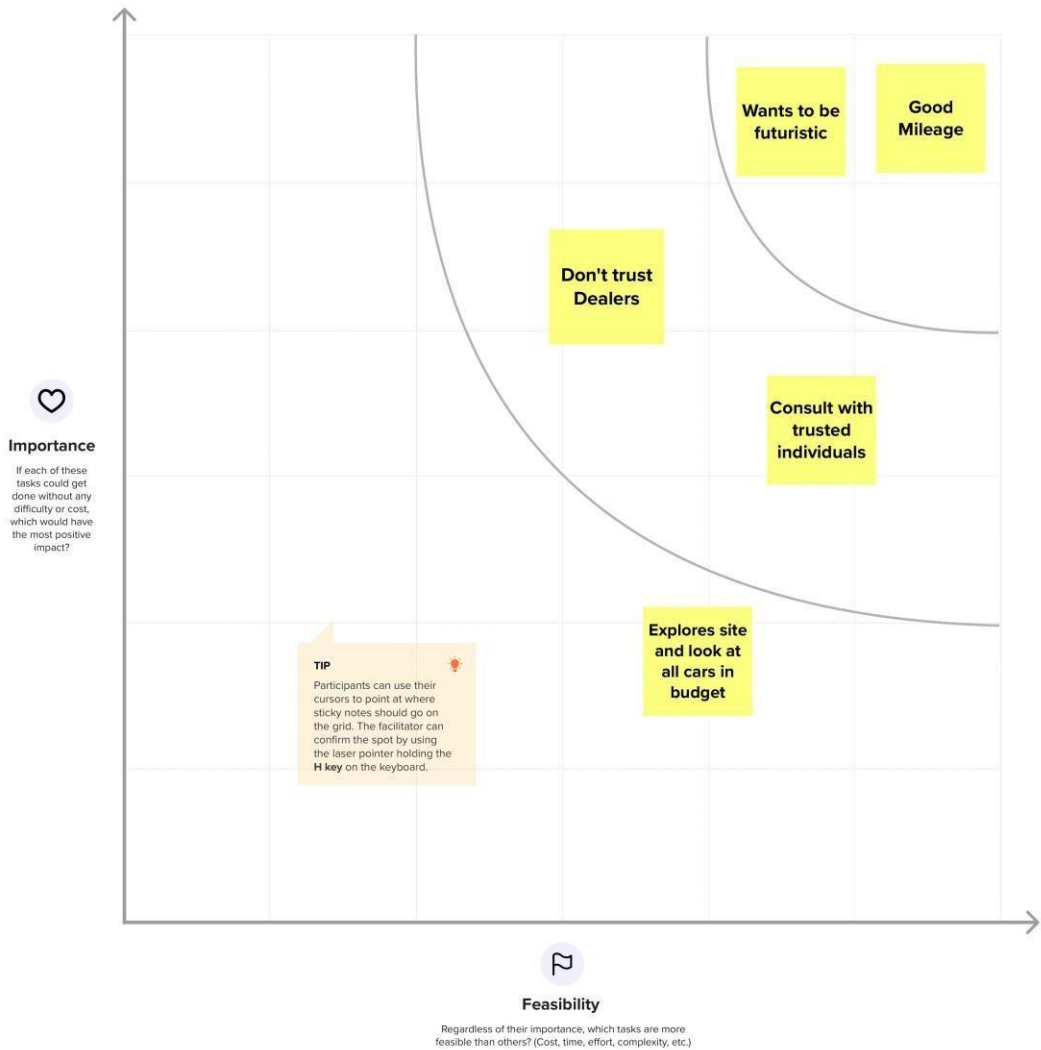 Wants to be
futuristic
Good
Mileage
Don't trust
Dealers
Consult with
trusted
individuals
Importance
If each of these
tasks could get
done without any
difficulty or cost,
which would have
the most positive
impact?
Explores site
and look at
all cars in
budget
TIP
Participants can use their
cursors to point at where
sticky notes should go on
the grid. The facilitator can
confirm the spot by using
the laser pointer holding the
H key on the keyboard.
Feasibility
Regardless of their importance, which tasks are more
feasible than others? (Cost, time, effort, complexity, etc.)